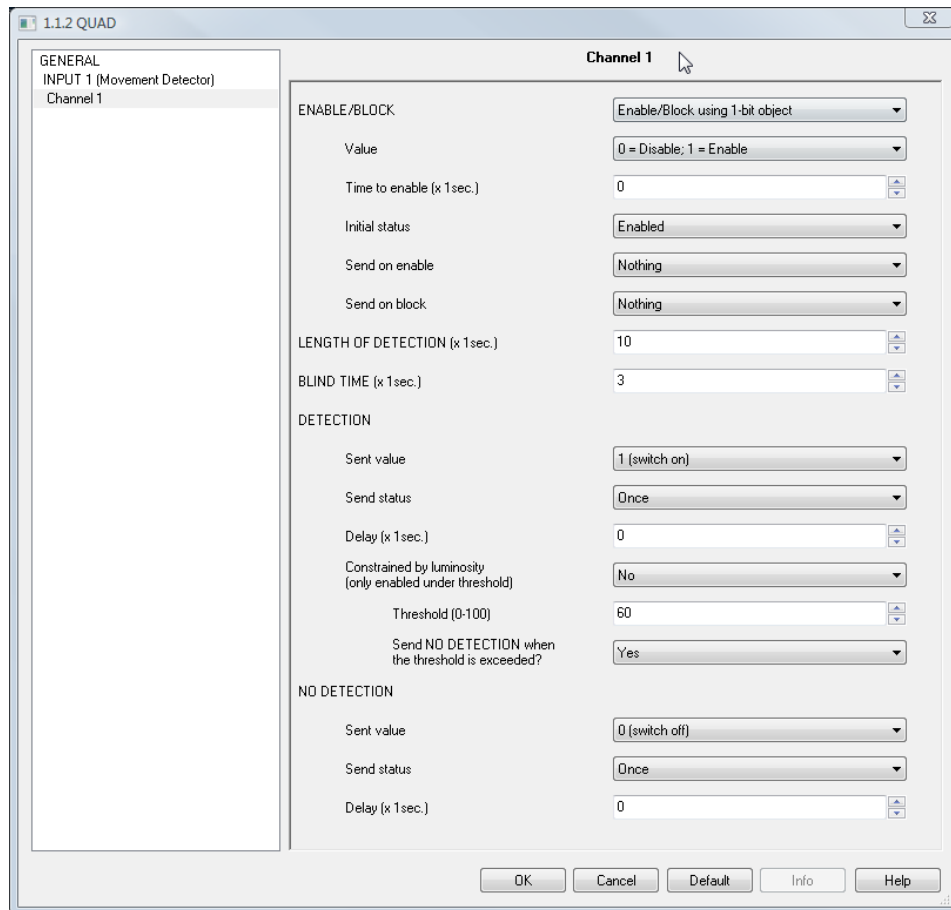 1.1.2 QUAD
GENERAL
INPUT 1 (Movement Detector)
Channel 1
Channel 1
ENABLE/BLOCK
Enable/Block using 1-bit object
Value
0 = Disable; 1 = Enable
Time to enable (x 1sec.)
0
Initial status
Enabled
Send on enable
Nothing
Send on block
Nothing
LENGTH OF DETECTION (x 1sec.)
10
BLIND TIME (x 1sec.)
3
DETECTION
Sent value
1 (switch on)
Send status
Once
Delay (x 1sec.)
0
Constrained by luminosity
(only enabled under threshold)
No
Threshold (0-100)
60
Send NO DETECTION when
the threshold is exceeded?
Yes
NO DETECTION
Sent value
0 (switch off)
Send status
Once
Delay (x 1sec.)
0
OK
Cancel
Default
Info
Help